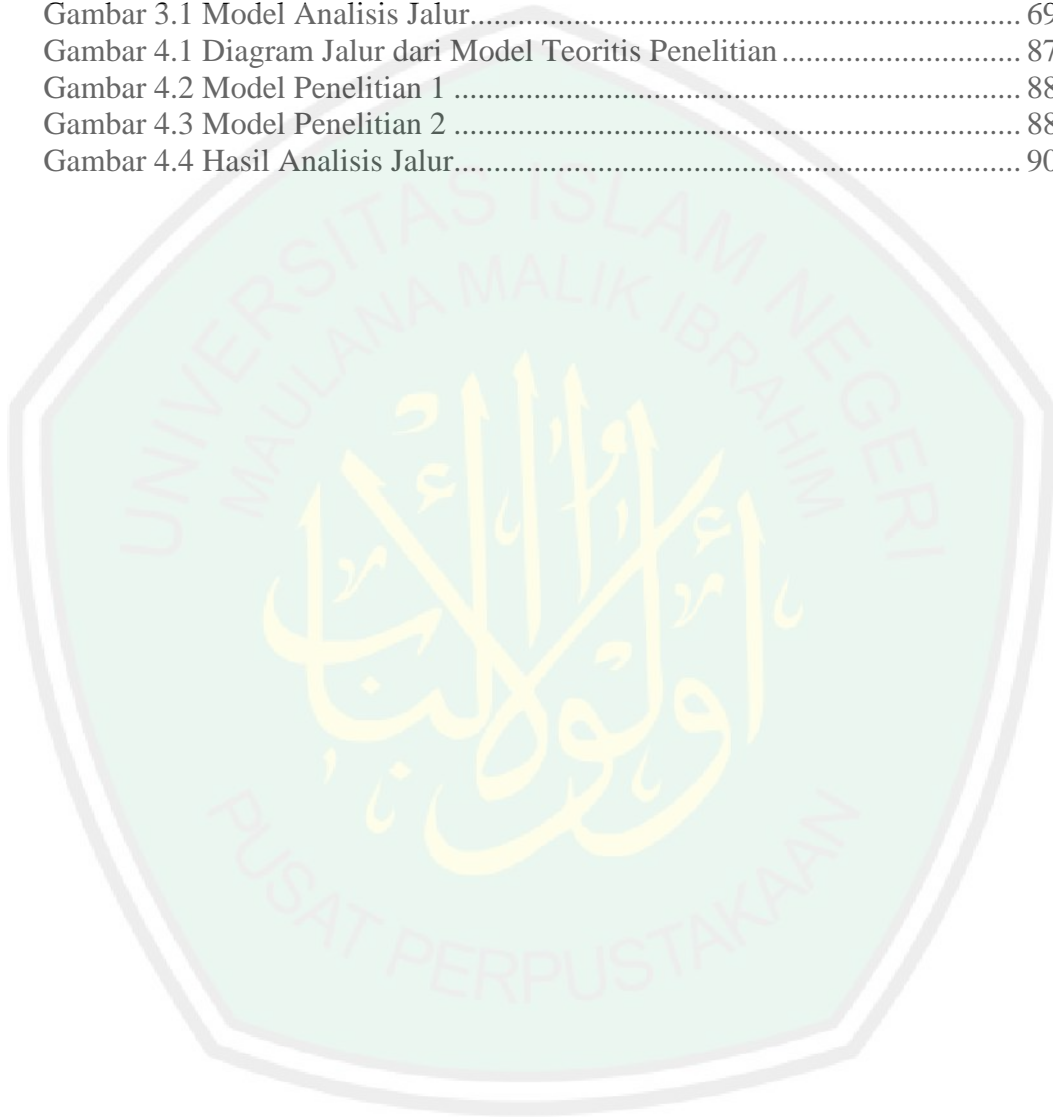 Gambar 3.1 Model Analisis Jalur.................................................................... 69
Gambar 4.1 Diagram Jalur dari Model Teoritis Penelitian ............................. 87
Gambar 4.2 Model Penelitian 1 ..................................................................... 88
Gambar 4.3 Model Penelitian 2 ..................................................................... 88
Gambar 4.4 Hasil Analisis Jalur..................................................................... 90
UNIVERSITAS ISLAM NEGERI
MAULANA MALIK IBRAHIM
أولوا الألباب
PUSAT PERPUSTAKAAN